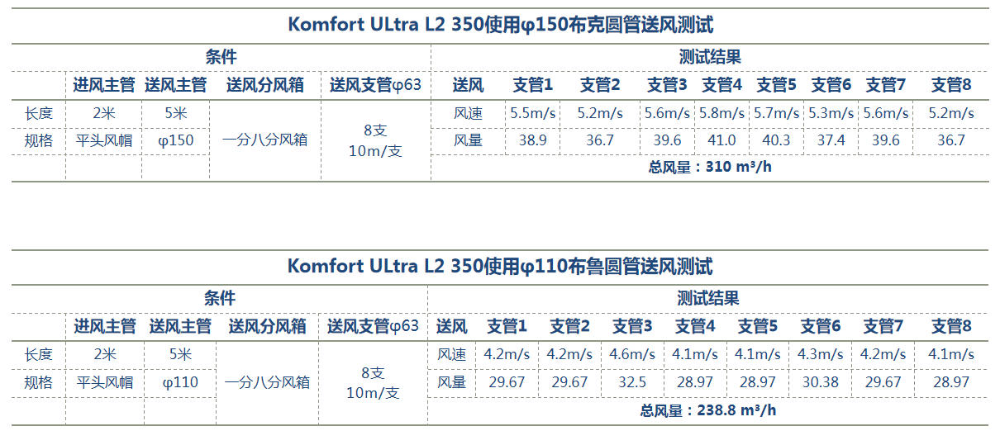 Komfort ULtra L2 350使用φ150布克圆管送风测试
条件 测试结果
进风主管 送风主管 送风分风箱 送风支管φ63 送风 支管1 支管2 支管3 支管4 支管5 支管6 支管7 支管8
长度 2米 5米 风速 5.5m/s 5.2m/s 5.6m/s 5.8m/s 5.7m/s 5.3m/s 5.6m/s 5.2m/s
8支
规格 平头风帽 φ150 一分八分风箱 风量 38.9 36.7 39.6 41.0 40.3 37.4 39.6 36.7
10m/支
总风量：310 m³/h
Komfort ULtra L2 350使用φ110布鲁圆管送风测试
条件 测试结果
进风主管 送风主管 送风分风箱 送风支管φ63 送风 支管1 支管2 支管3 支管4 支管5 支管6 支管7 支管8
长度 2米 5米 风速 4.2m/s 4.2m/s 4.6m/s 4.1m/s 4.1m/s 4.3m/s 4.2m/s 4.1m/s
8支
规格 平头风帽 φ110 一分八分风箱 风量 29.67 29.67 32.5 28.97 28.97 30.38 29.67 28.97
10m/支
总风量：238.8 m³/h